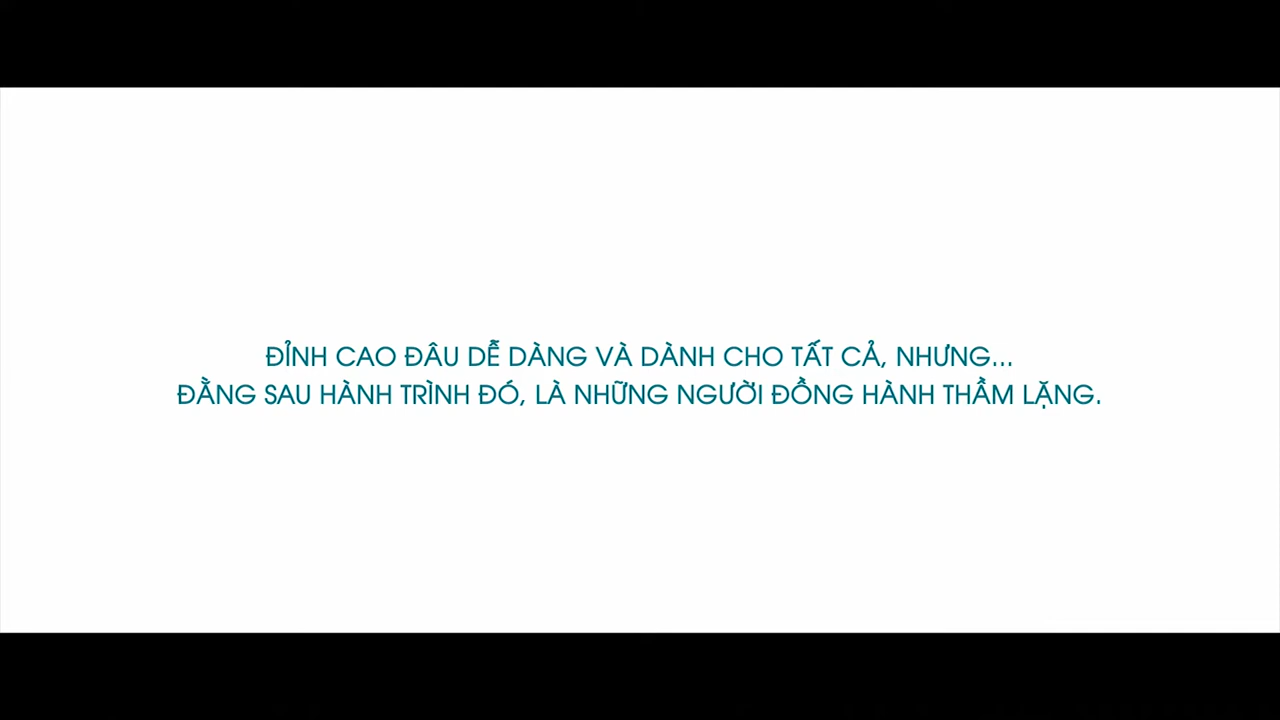 ĐỈNH CAO ĐÂU DỄ DÀNG VÀ DÀNH CHO TẤT CẢ, NHƯNG...
ĐẰNG SAU HÀNH TRÌNH ĐÓ, LÀ NHỮNG NGƯỜI ĐỒNG HÀNH THẦM LẶNG.